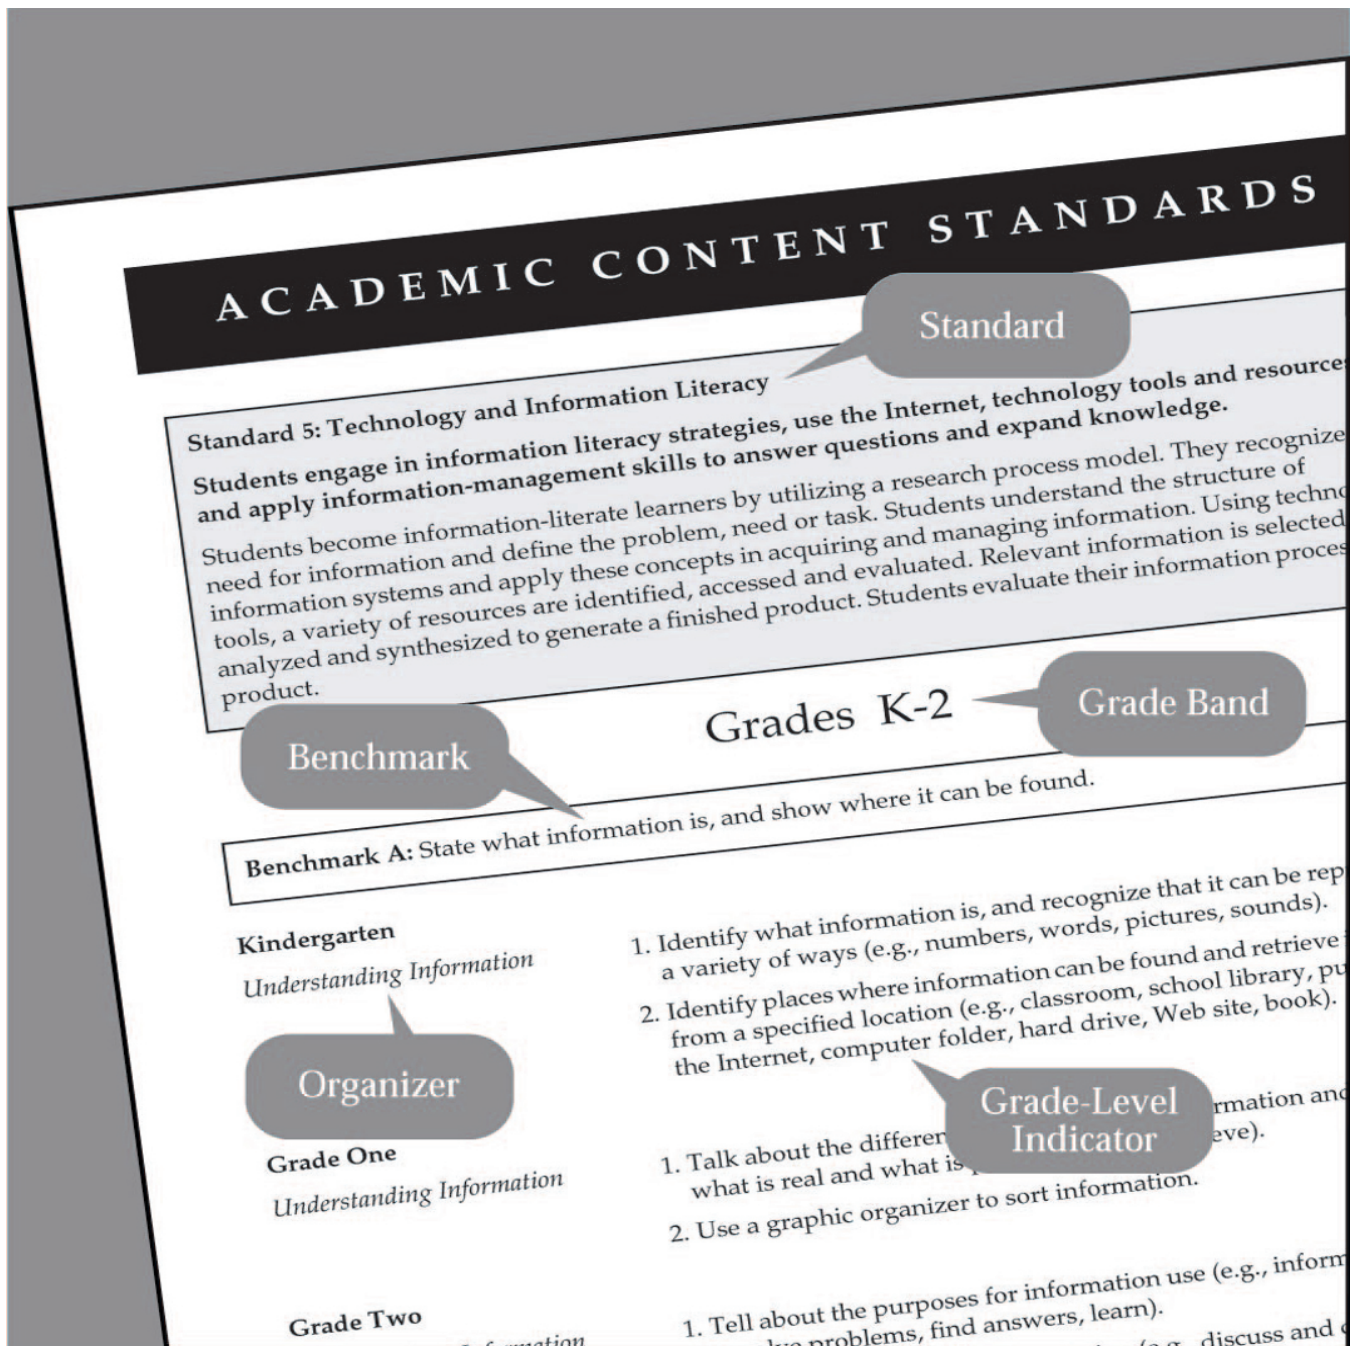 ACADEMIC CONTENT STANDARDS
Standard
Standard 5: Technology and Information Literacy
Students engage in information literacy strategies, use the Internet, technology tools and resources
and apply information-management skills to answer questions and expand knowledge.
Students become information-literate learners by utilizing a research process model. They recognize
need for information and define the problem, need or task. Students understand the structure of
information systems and apply these concepts in acquiring and managing information. Using
tools, a variety of resources are identified, accessed and evaluated. Relevant information is selected
analyzed and synthesized to generate a finished product. Students evaluate their information
product.
Grades K-2
Grade Band
Benchmark
Benchmark A: State what information is, and show where it can be found.
Kindergarten
Understanding Information
Organizer
1. Identify what information is, and recognize that it can be
a variety of ways (e.g., numbers, words, pictures, sounds).
2. Identify places where information can be found and retrieve
from a specified location (e.g., classroom, school library,
the Internet, computer folder, hard drive, Web site, book).
Grade-Level
Indicator
Grade One
Understanding Information
1. Talk about the
what is real and what is
2. Use a graphic organizer to sort information.
Grade Two
1. Tell about the purposes for information use (e.g.,
problems, find answers, learn).
discuss and